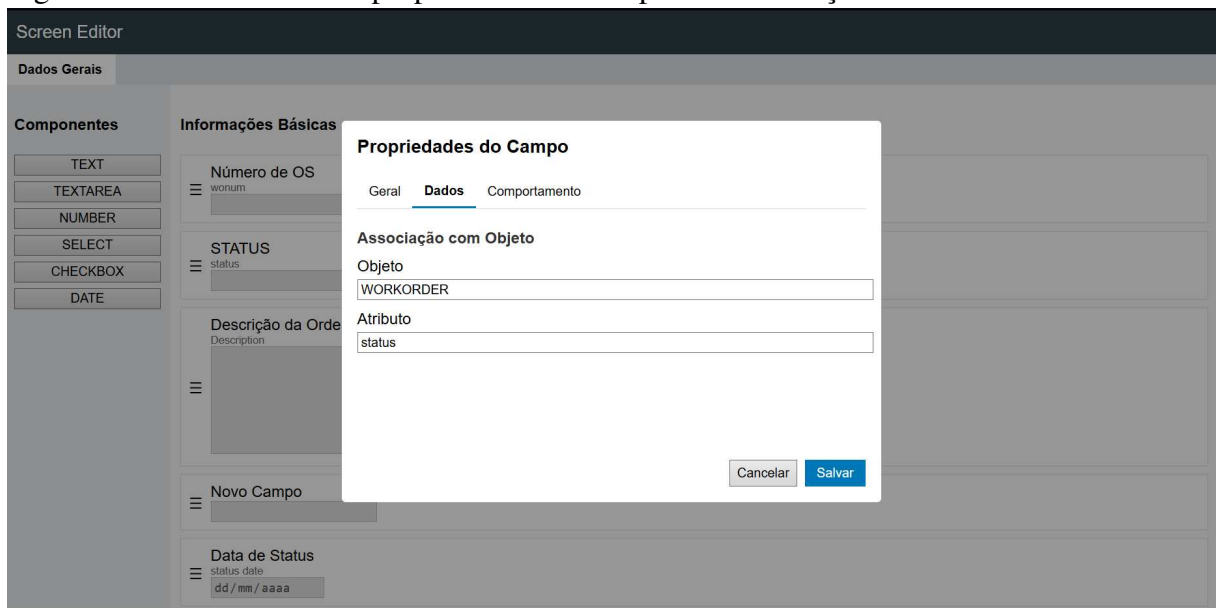 Screen Editor
Dados Gerais
Componentes
TEXT
TEXTAREA
NUMBER
SELECT
CHECKBOX
DATE
Informações Básicas
Número de OS
wonum
STATUS
status
Descrição da Orde
Description
Novo Campo
Data de Status
status date
dd/mm/aaaa
Propriedades do Campo
Geral Dados Comportamento
Associação com Objeto
Objeto
WORKORDER
Atributo
status
Cancelar Salvar